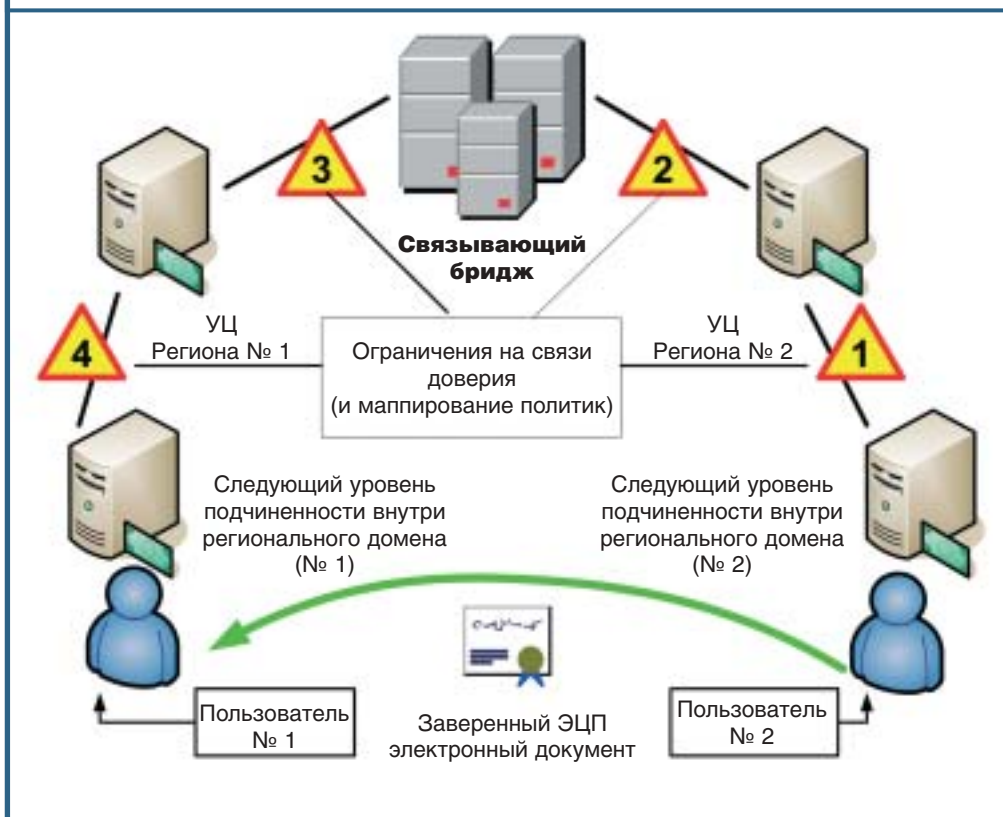 3
2
Связывающий
бридж
4
УЦ
Региона № 1
Ограничения на связи
доверия
(и маппирование политик)
УЦ
Региона № 2
1
Следующий уровень
подчиненности внутри
регионального домена
(№ 1)
Следующий уровень
подчиненности внутри
регионального домена
(№ 2)
Пользователь
№ 1
Заверенный ЭЦП
электронный документ
Пользователь
№ 2